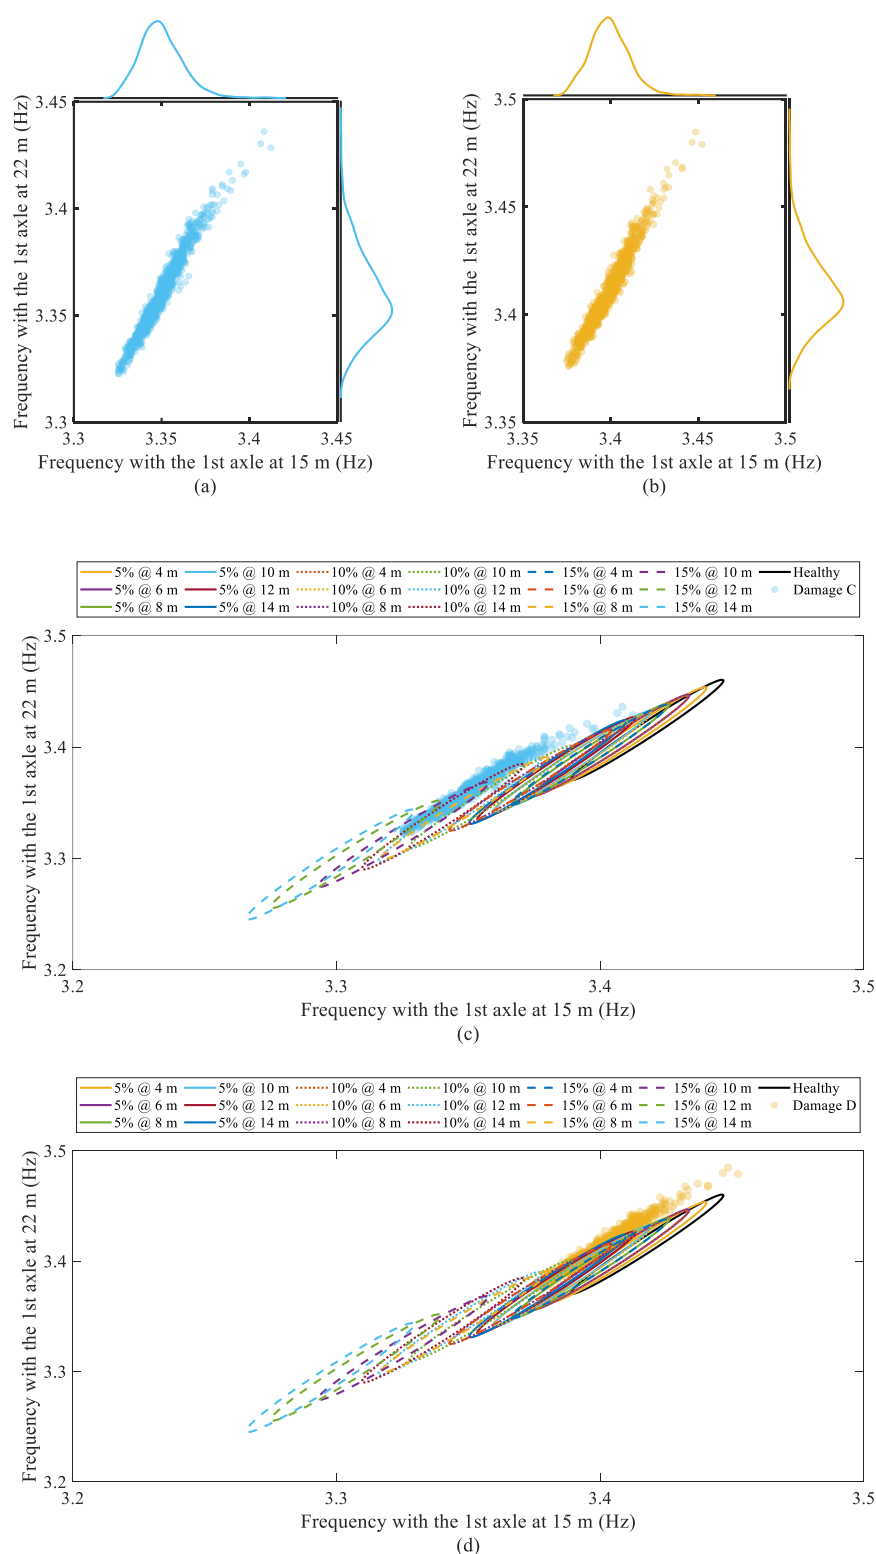 3.45
3.4
3.35
3.3
Frequency with the 1st axle at 22 m (Hz)
3.3
3.35
3.4
3.45
Frequency with the 1st axle at 15 m (Hz)
(a)
3.5
3.45
3.4
3.35
Frequency with the 1st axle at 22 m (Hz)
3.35
3.4
3.45
3.5
Frequency with the 1st axle at 15 m (Hz)
(b)
5% @ 4 m 5% @ 10 m 10% @ 4 m 10% @ 10 m 15% @ 4 m 15% @ 10 m Healthy
5% @ 6 m 5% @ 12 m 10% @ 6 m 10% @ 12 m 15% @ 6 m 15% @ 12 m Damage C
5% @ 8 m 5% @ 14 m 10% @ 8 m 10% @ 14 m 15% @ 8 m 15% @ 14 m
3.5
3.4
3.3
3.2
Frequency with the 1st axle at 22 m (Hz)
3.2
3.3
3.4
3.5
Frequency with the 1st axle at 15 m (Hz)
(c)
5% @ 4 m 5% @ 10 m 10% @ 4 m 10% @ 10 m 15% @ 4 m 15% @ 10 m Healthy
5% @ 6 m 5% @ 12 m 10% @ 6 m 10% @ 12 m 15% @ 6 m 15% @ 12 m Damage D
5% @ 8 m 5% @ 14 m 10% @ 8 m 10% @ 14 m 15% @ 8 m 15% @ 14 m
3.5
3.4
3.3
3.2
Frequency with the 1st axle at 22 m (Hz)
3.2
3.3
3.4
3.5
Frequency with the 1st axle at 15 m (Hz)
(d)